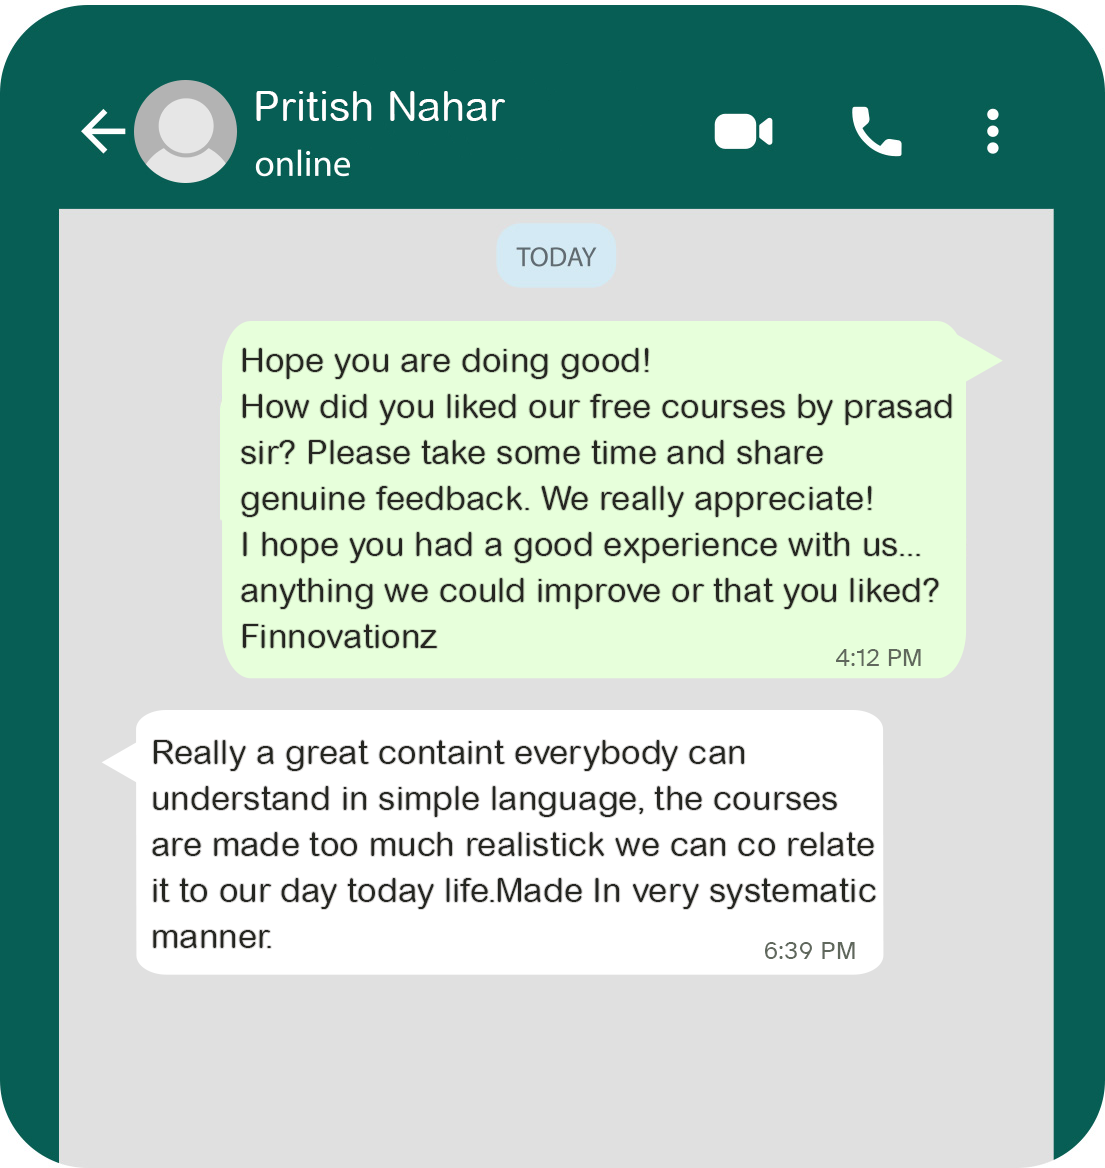 Pritish Nahar
online
TODAY
Hope you are doing good!
How did you liked our free courses by prasad
sir? Please take some time and share
genuine feedback. We really appreciate!
I hope you had a good experience with us...
anything we could improve or that you liked?
Finnovationz
4:12 PM
Really a great containt everybody can
understand in simple language, the courses
are made too much realistick we can co relate
it to our day today life.Made In very systematic
manner.
6:39 PM